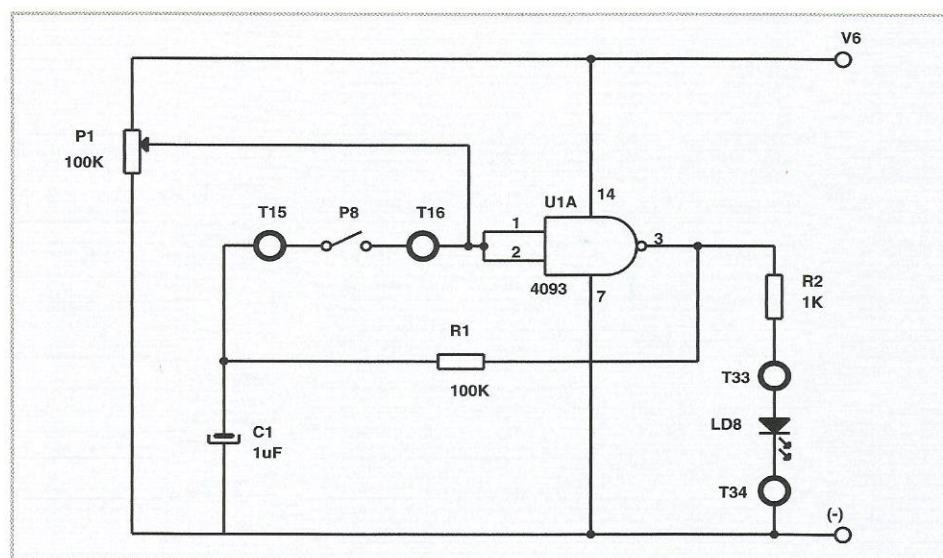 V6
P1
100K
T15
P8
T16
U1A
14
1
2
3
4093
7
R2
1K
R1
100K
T33
LD8
C1
1uF
T34
(-)